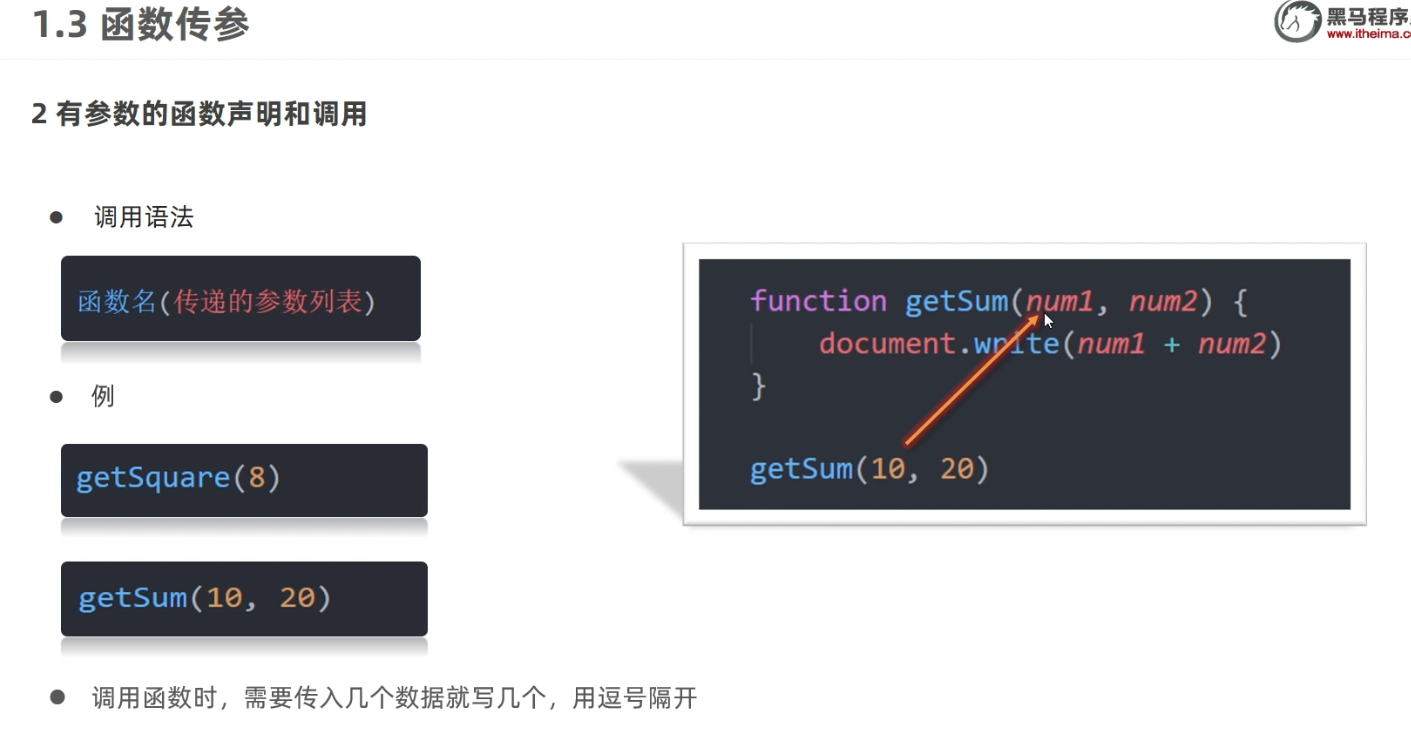 1.3 函数传参
黑马程序
www.itheima.c
2 有参数的函数声明和调用
● 调用语法
函数名(传递的参数列表)
● 例
getSquare(8)
getSum(10, 20)
● 调用函数时，需要传入几个数据就写几个，用逗号隔开
function getSum(num1, num2) {
document.write(num1 + num2)
}
getSum(10, 20)